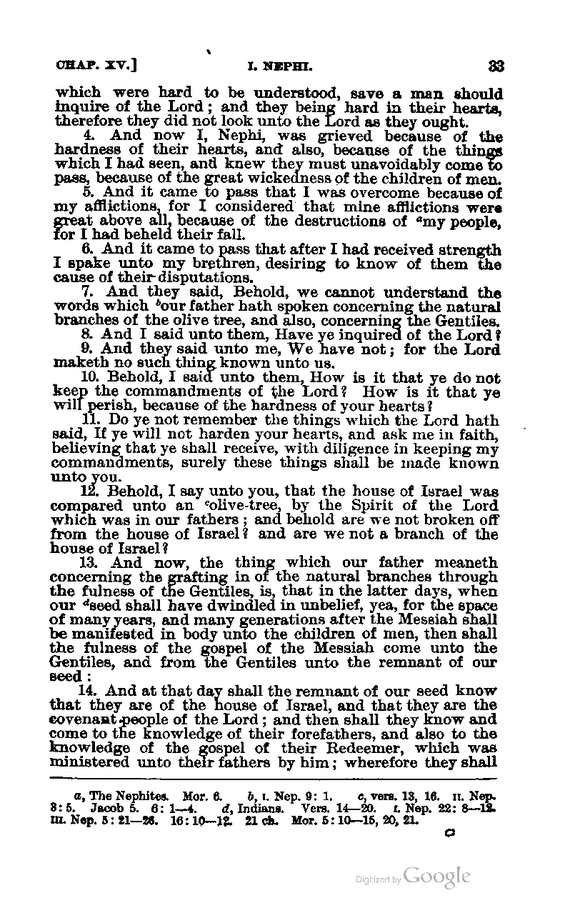 CHAP. XV.] I. NEPHI. 33
which were hard to be understood, save a man should
inquire of the Lord; and they being hard in their hearts,
therefore they did not look unto the Lord as they ought.
4. And now I, Nephi, was grieved because of the
hardness of their hearts, and also, because of the things
which I had seen, and knew they must unavoidably come to
pass, because of the great wickedness of the children of men.
5. And it came to pass that I was overcome because of
my afflictions, for I considered that mine afflictions were
great above all, because of the destructions of ᵃmy people,
for I had beheld their fall.
6. And it came to pass that after I had received strength
I spake unto my brethren, desiring to know of them the
cause of their disputations.
7. And they said, Behold, we cannot understand the
words which ᵇour father hath spoken concerning the natural
branches of the olive tree, and also, concerning the Gentiles.
8. And I said unto them, Have ye inquired of the Lord?
9. And they said unto me, We have not; for the Lord
maketh no such thing known unto us.
10. Behold, I said unto them, How is it that ye do not
keep the commandments of the Lord? How is it that ye
will perish, because of the hardness of your hearts?
11. Do ye not remember the things which the Lord hath
said, If ye will not harden your hearts, and ask me in faith,
believing that ye shall receive, with diligence in keeping my
commandments, surely these things shall be made known
unto you.
12. Behold, I say unto you, that the house of Israel was
compared unto an ᶜolive-tree, by the Spirit of the Lord
which was in our fathers; and behold are we not broken off
from the house of Israel? and are we not a branch of the
house of Israel?
13. And now, the thing which our father meaneth
concerning the grafting in of the natural branches through
the fulness of the Gentiles, is, that in the latter days, when
our ᵈseed shall have dwindled in unbelief, yea, for the space
of many years, and many generations after the Messiah shall
be manifested in body unto the children of men, then shall
the fulness of the gospel of the Messiah come unto the
Gentiles, and from the Gentiles unto the remnant of our
seed:
14. And at that day shall the remnant of our seed know
that they are of the house of Israel, and that they are the
covenant people of the Lord; and then shall they know and
come to the knowledge of their forefathers, and also to the
knowledge of the gospel of their Redeemer, which was
ministered unto their fathers by him; wherefore they shall
a, The Nephites. Mor. 6. b, I. Nep. 9: 1. c, vers. 13, 16. II. Nep.
3: 5. Jacob 5. 6: 1—4. d, Indians. Vers. 14—20. I. Nep. 22: 8—12.
III. Nep. 5: 21—26. 16: 10—12. 21 ch. Mor. 5: 10—15, 20, 21.
Digitized by Google